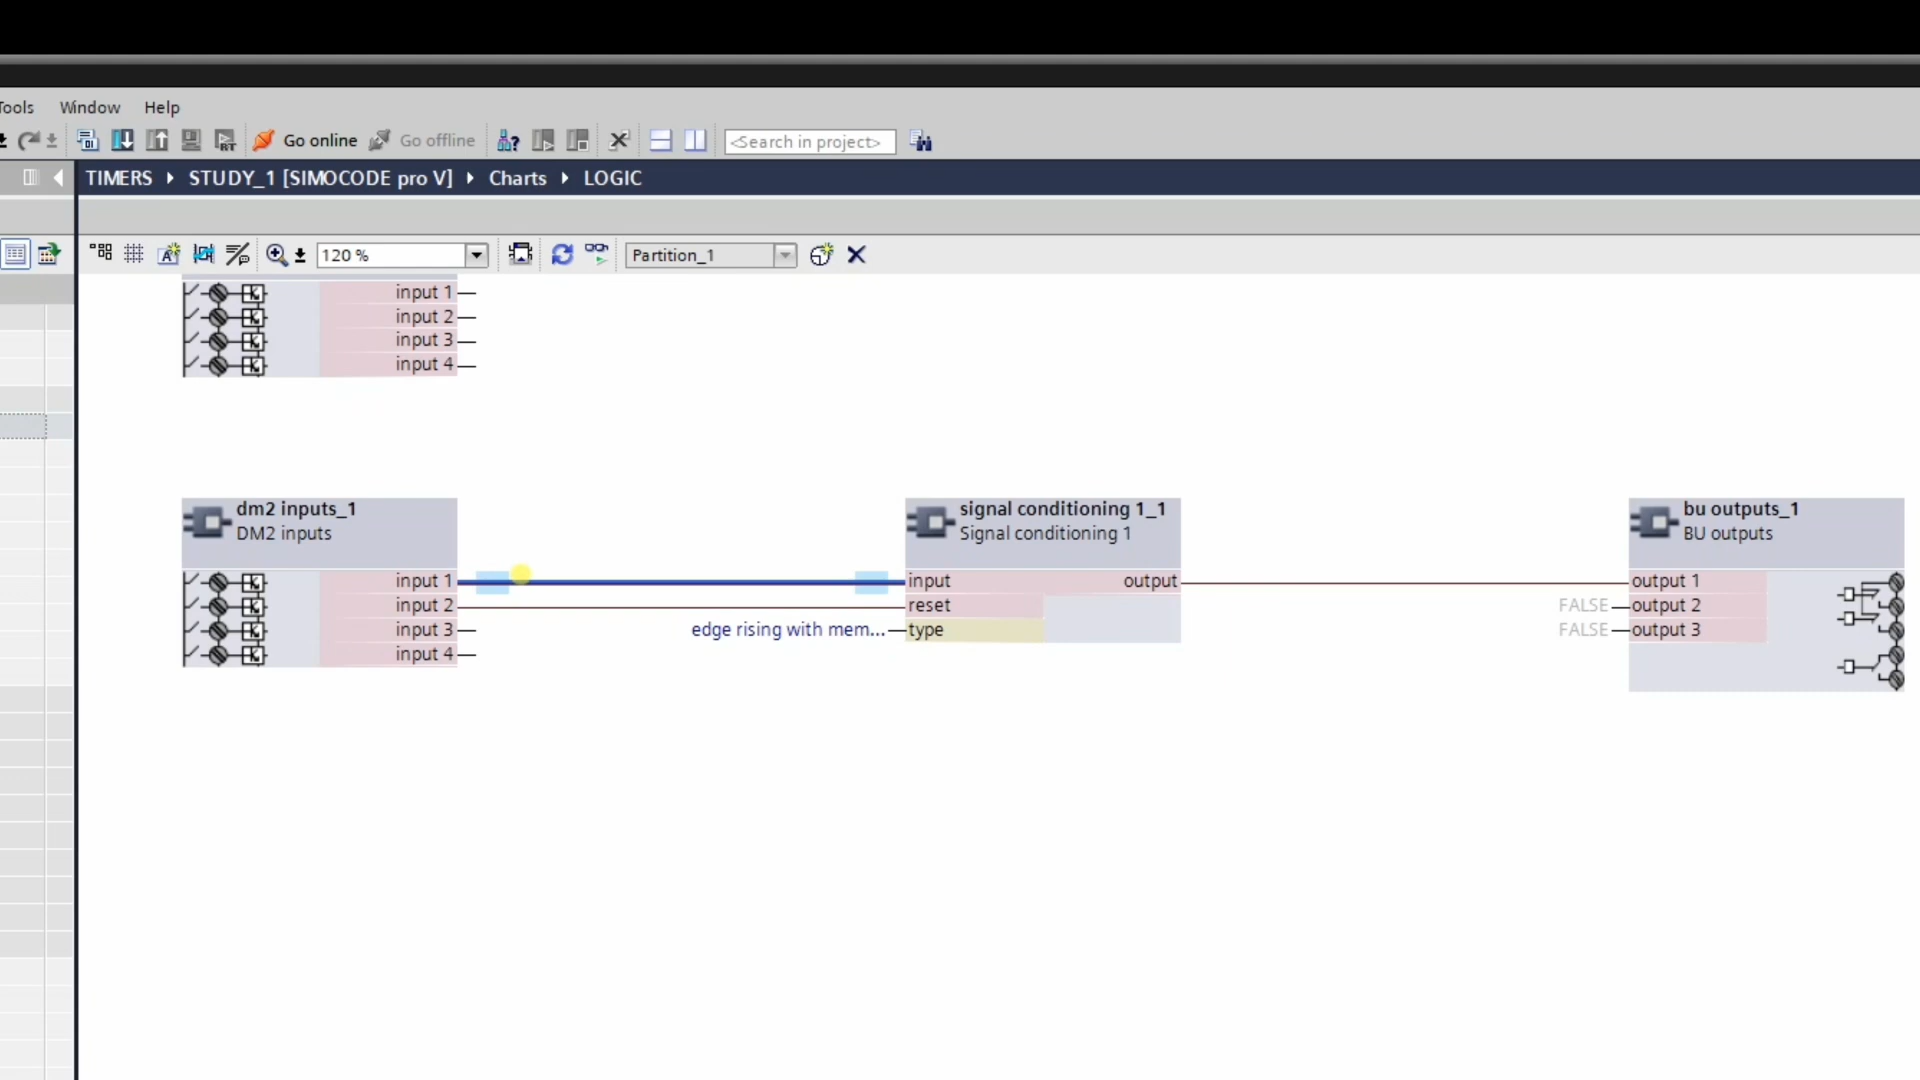 Tools Window Help
Go online Go offline <Search in project>
TIMERS STUDY_1 [SIMOCODE pro V] Charts LOGIC
120 % Partition_1
input 1
input 2
input 3
input 4
dm2 inputs_1
DM2 inputs
input 1
input 2
input 3
input 4
signal conditioning 1_1
Signal conditioning 1
input output
reset
edge rising with mem... type
bu outputs_1
BU outputs
output 1
FALSE output 2
FALSE output 3